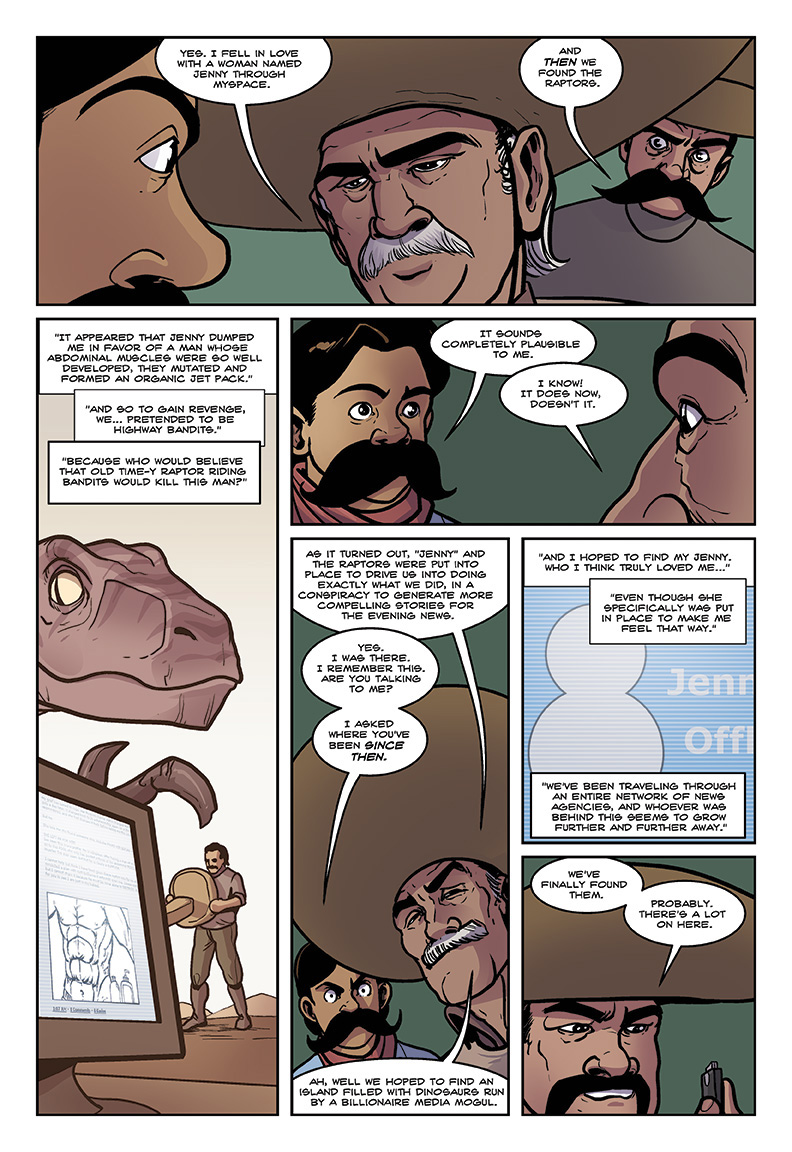 YES. I FELL IN LOVE
WITH A WOMAN NAMED
JENNY THROUGH
MYSPACE.
AND
THEN WE
FOUND THE
RAPTORS.
"IT APPEARED THAT JENNY DUMPED
ME IN FAVOR OF A MAN WHOSE
ABDOMINAL MUSCLES WERE SO WELL
DEVELOPED, THEY MUTATED AND
FORMED AN ORGANIC JET PACK."
"AND SO TO GAIN REVENGE,
WE... PRETENDED TO BE
HIGHWAY BANDITS."
"BECAUSE WHO WOULD BELIEVE
THAT OLD TIME-Y RAPTOR RIDING
BANDITS WOULD KILL THIS MAN?"
IT SOUNDS
COMPLETELY PLAUSIBLE
TO ME.
I KNOW!
IT DOES NOW,
DOESN'T IT.
AS IT TURNED OUT, "JENNY" AND
THE RAPTORS WERE PUT INTO
PLACE TO DRIVE US INTO DOING
EXACTLY WHAT WE DID, IN A
CONSPIRACY TO GENERATE MORE
COMPELLING STORIES FOR
THE EVENING NEWS.
YES.
I WAS THERE.
I REMEMBER THIS.
ARE YOU TALKING
TO ME?
I ASKED
WHERE YOU'VE
BEEN SINCE
THEN.
AH, WELL WE HOPED TO FIND AN
ISLAND FILLED WITH DINOSAURS RUN
BY A BILLIONAIRE MEDIA MOGUL.
"AND I HOPED TO FIND MY JENNY.
WHO I THINK TRULY LOVED ME..."
"EVEN THOUGH SHE
SPECIFICALLY WAS PUT
IN PLACE TO MAKE ME
FEEL THAT WAY."
Jenn
Offl
"WE'VE BEEN TRAVELING THROUGH
AN ENTIRE NETWORK OF NEWS
AGENCIES, AND WHOEVER WAS
BEHIND THIS SEEMS TO GROW
FURTHER AND FURTHER AWAY."
WE'VE
FINALLY FOUND
THEM.
PROBABLY.
THERE'S A LOT
ON HERE.